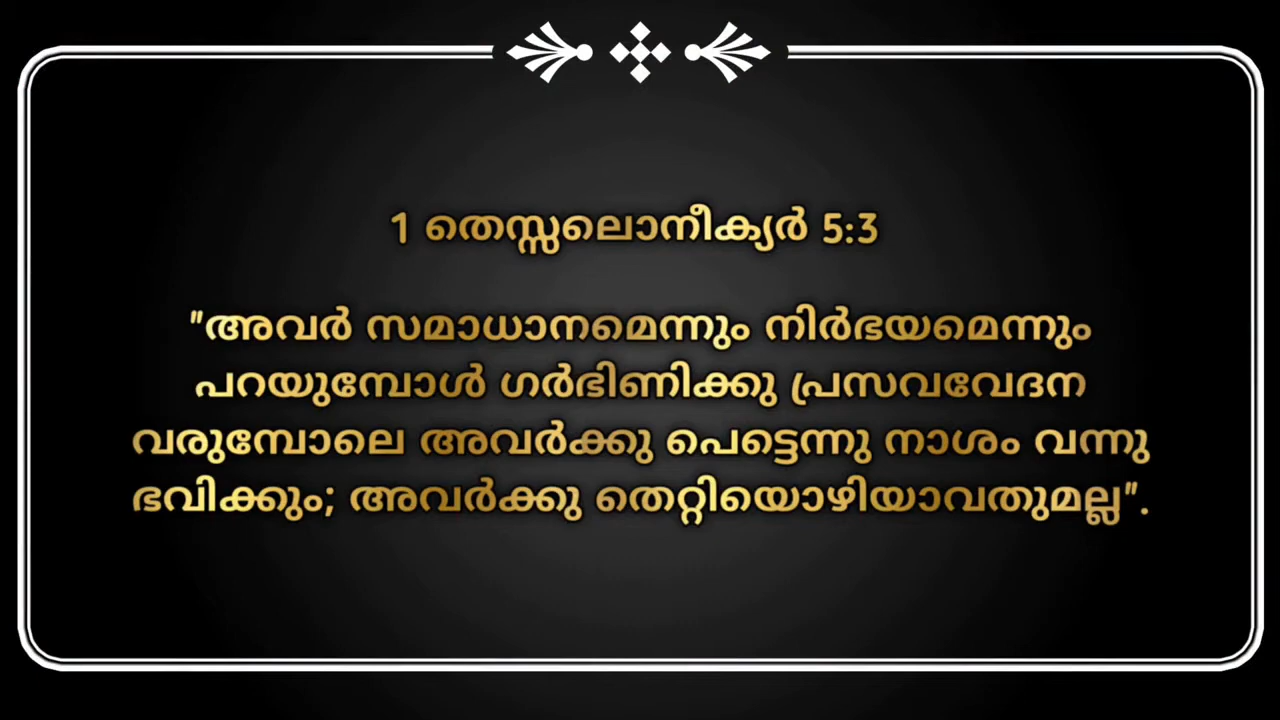 1 തെസ്സലൊനീക്യർ 5:3
"അവർ സമാധാനമെന്നും നിർഭയമെന്നും
പറയുമ്പോൾ ഗർഭിണിക്കു പ്രസവവേദന
വരുമ്പോലെ അവർക്കു പെട്ടെന്നു നാശം വന്നു
ഭവിക്കും; അവർക്കു തെറ്റിയൊഴിയാവതുമല്ല".